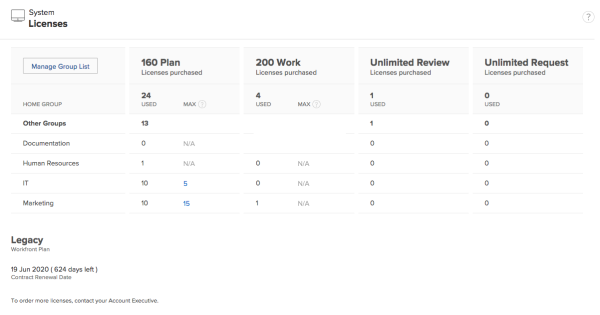 System
Licenses
?
Manage Group List
160 Plan
Licenses purchased
200 Work
Licenses purchased
Unlimited Review
Licenses purchased
Unlimited Request
Licenses purchased
HOME GROUP
24
USED MAX ?
4
USED MAX ?
1
USED
0
USED
Other Groups 13 1 0
Documentation 0 N/A 0 0
Human Resources 1 N/A 0 N/A 0 0
IT 10 5 0 N/A 0 0
Marketing 10 15 1 N/A 0 0
Legacy
Workfront Plan
19 Jun 2020 ( 624 days left )
Contract Renewal Date
To order more licenses, contact your Account Executive.